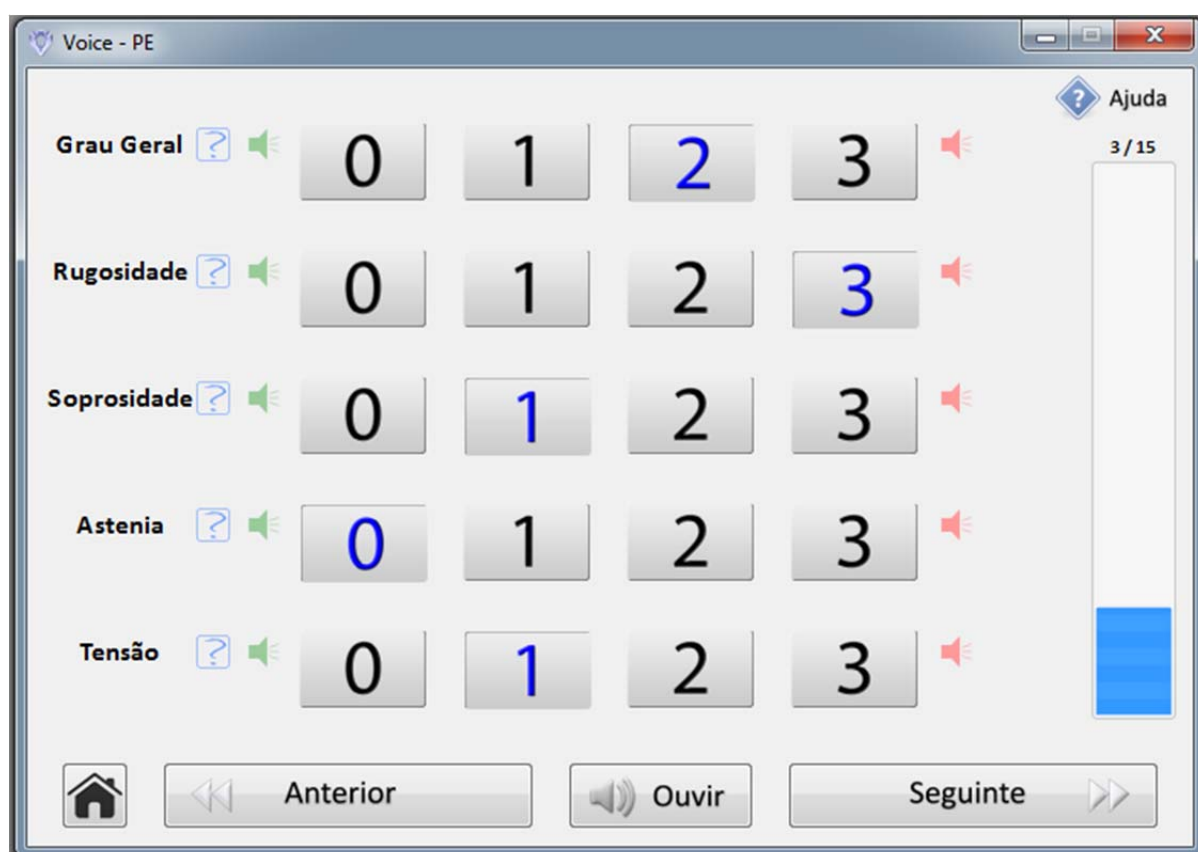 Voice - PE
Ajuda
3 / 15
Grau Geral ? 0 1 2 3
Rugosidade ? 0 1 2 3
Soprosidade ? 0 1 2 3
Astenia ? 0 1 2 3
Tensão ? 0 1 2 3
Anterior Ouvir Seguinte